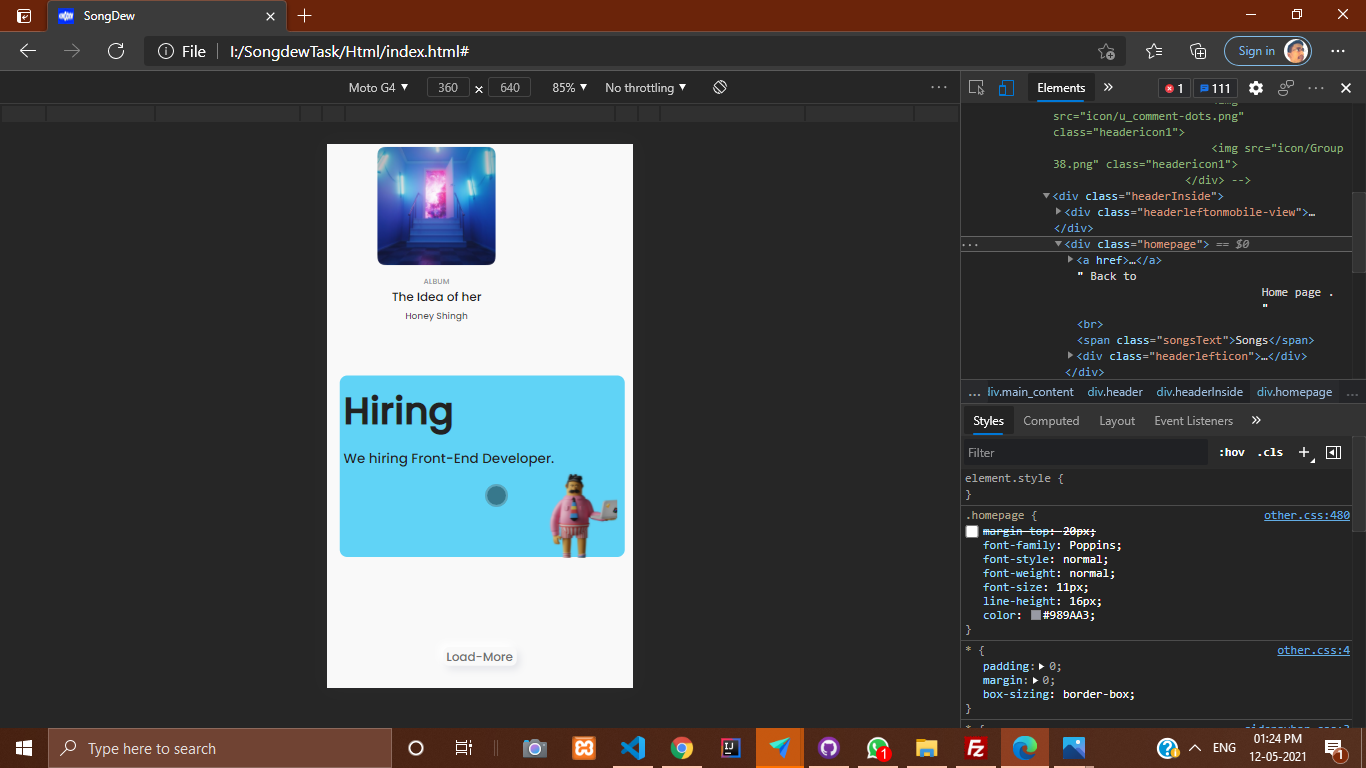 SongDew
File
I:/SongdewTask/Html/index.html#
Sign in
Moto G4 ▼ 360 × 640 85% ▼ No throttling ▼
Elements
1
111
src="icon/u_comment-dots.png"
class="headericon1">
<img src="icon/Group
38.png" class="headericon1">
</div> -->
<div class="headerInside">
<div class="headerleftonmobile-view">…
</div>
<div class="homepage"> == $0
<a href>…</a>
" Back to
Home page .
"
<br>
<span class="songsText">Songs</span>
<div class="headerlefticon">…</div>
</div>
... div.main_content div.header div.headerInside div.homepage ...
Styles Computed Layout Event Listeners
Filter
:hov .cls
element.style {
}
.homepage { other.css:480
margin-top: 20px;
font-family: Poppins;
font-style: normal;
font-weight: normal;
font-size: 11px;
line-height: 16px;
color: #989AA3;
}
* { other.css:4
padding: 0;
margin: 0;
box-sizing: border-box;
}
ALBUM
The Idea of her
Honey Shingh
Hiring
We hiring Front-End Developer.
Load-More
Type here to search
1
ENG
01:24 PM
12-05-2021
1